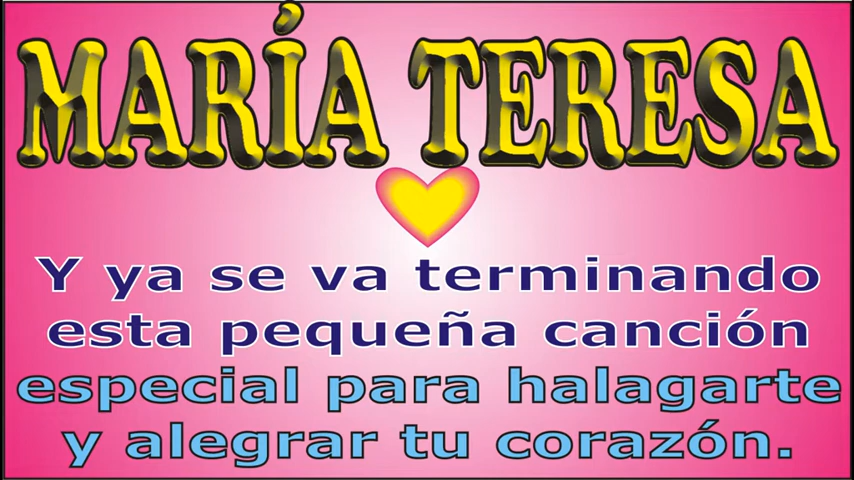 MARÍA TERESA
Y ya se va terminando
esta pequeña canción
especial para halagarte
y alegrar tu corazón.